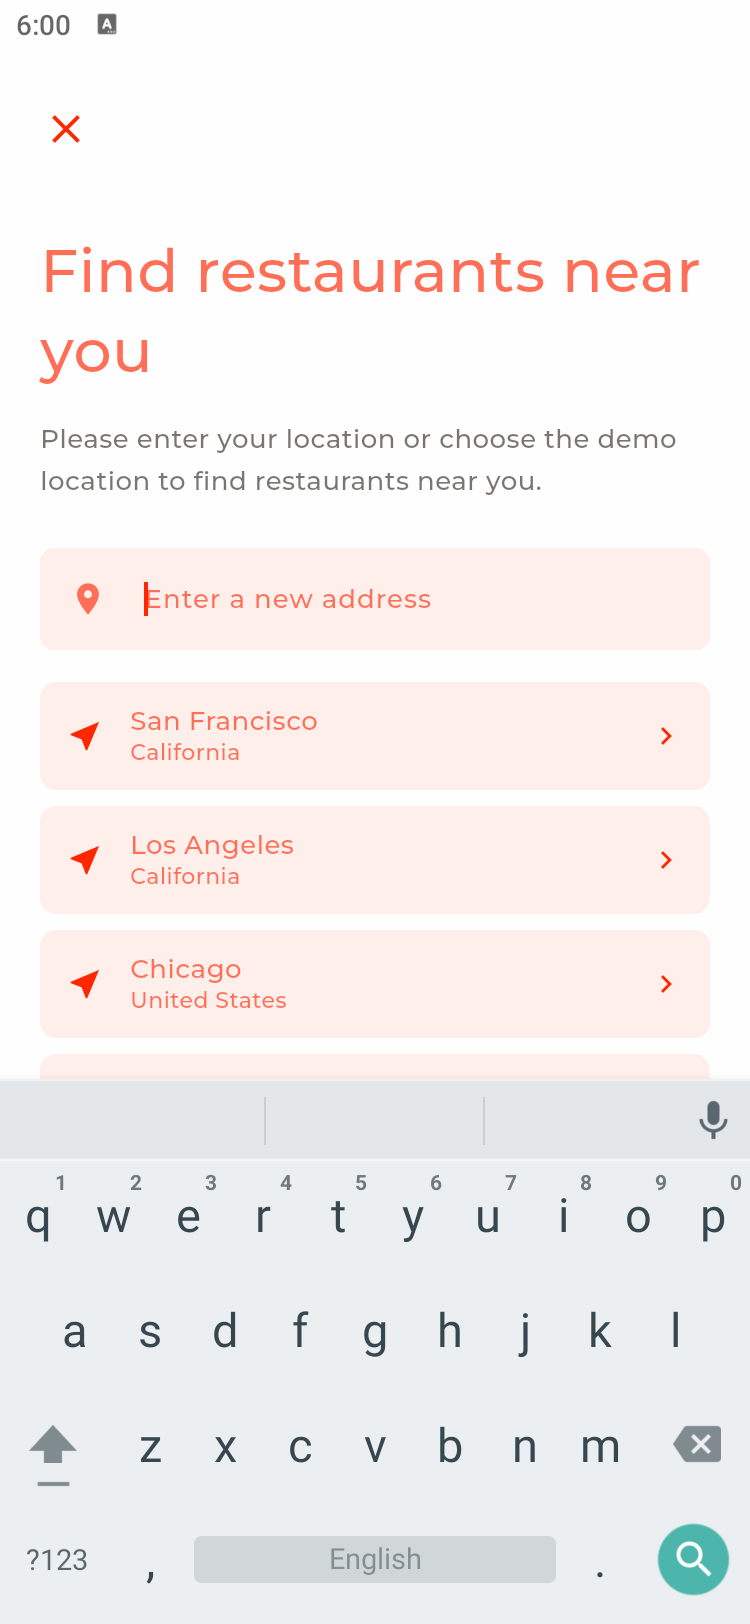 6:00
Find restaurants near
you
Please enter your location or choose the demo
location to find restaurants near you.
Enter a new address
San Francisco
California
Los Angeles
California
Chicago
United States
1 2 3 4 5 6 7 8 9 0
q w e r t y u i o p
a s d f g h j k l
z x c v b n m
?123 , English .